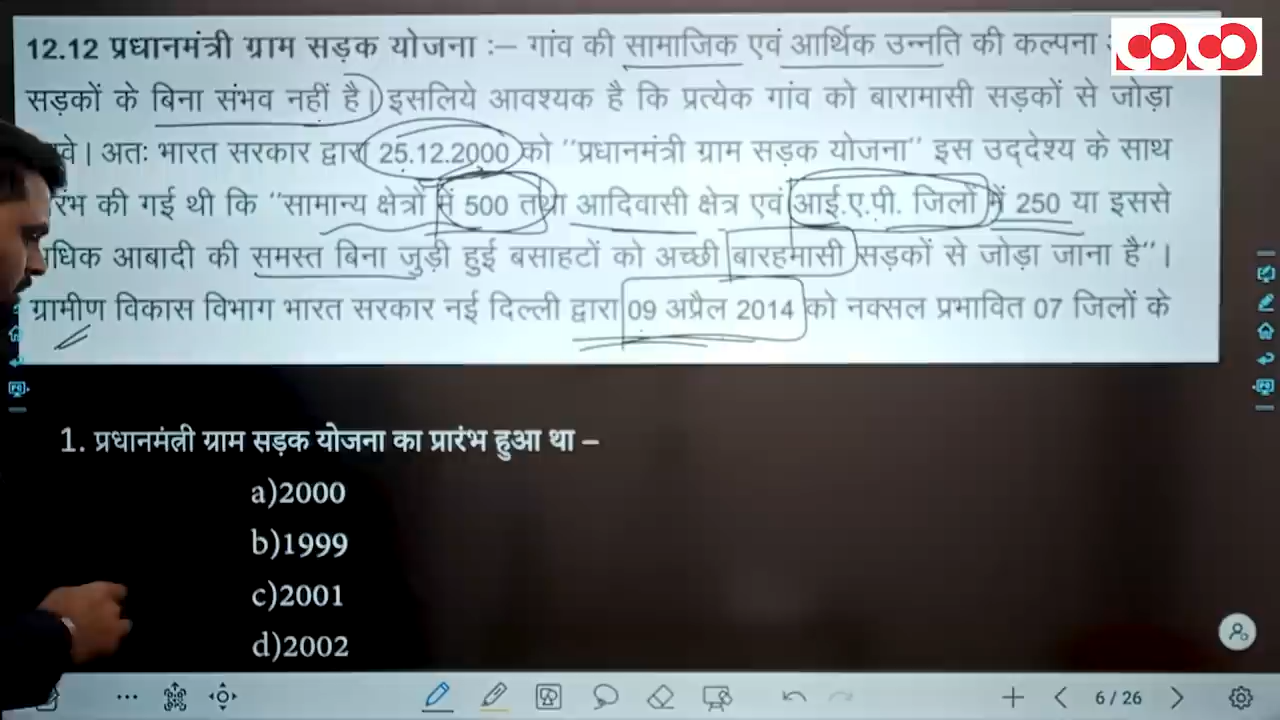 12.12 प्रधानमंत्री ग्राम सड़क योजना :– गांव की सामाजिक एवं आर्थिक उन्नति की कल्पना
सड़कों के बिना संभव नहीं है। इसलिये आवश्यक है कि प्रत्येक गांव को बारामासी सड़कों से जोड़ा
अतः भारत सरकार द्वारा 25.12.2000 को "प्रधानमंत्री ग्राम सड़क योजना" इस उद्देश्य के साथ
की गई थी कि "सामान्य क्षेत्रों में 500 तथा आदिवासी क्षेत्र एवं आई.ए.पी. जिलों में 250 या इससे
आबादी की समस्त बिना जुड़ी हुई बसाहटों को अच्छी बारहमासी सड़कों से जोड़ा जाना है"।
ग्रामीण विकास विभाग भारत सरकार नई दिल्ली द्वारा 09 अप्रैल 2014 को नक्सल प्रभावित 07 जिलों के
1. प्रधानमंत्री ग्राम सड़क योजना का प्रारंभ हुआ था –
a)2000
b)1999
c)2001
d)2002
6 / 26